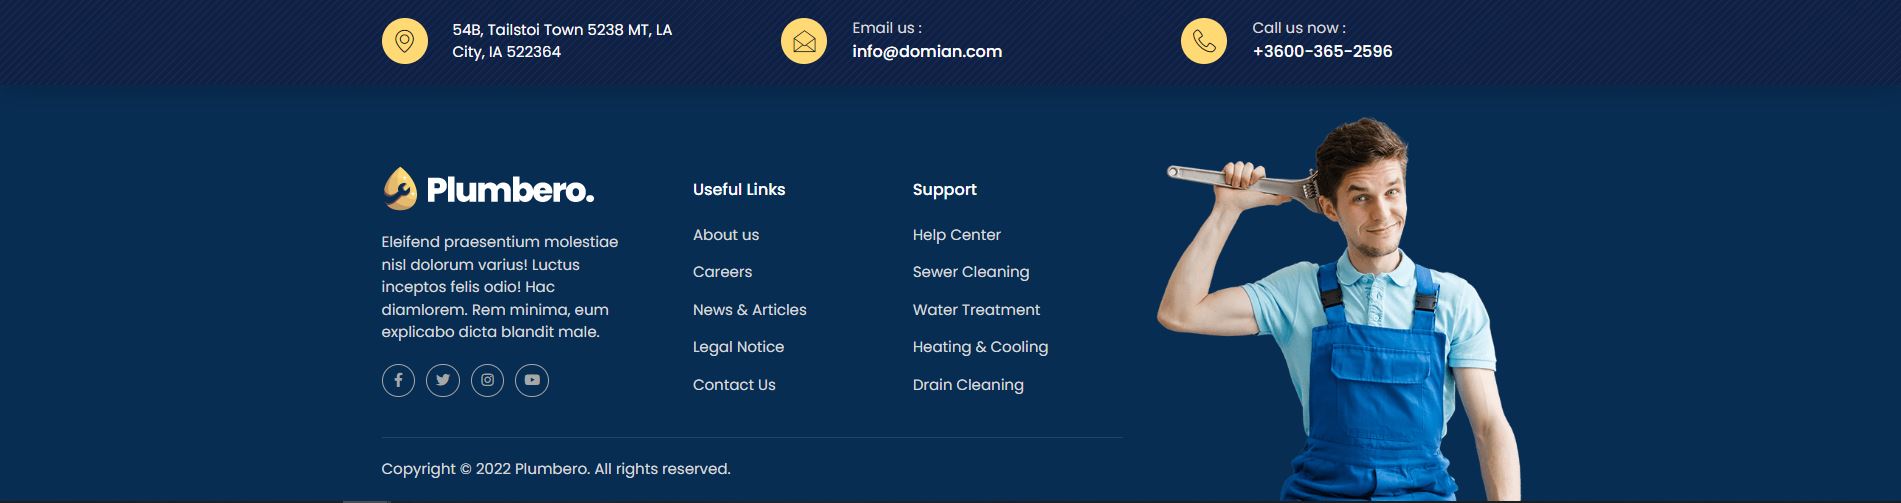 54B, Tailstoi Town 5238 MT, LA
City, IA 522364
Email us :
info@domian.com
Call us now :
+3600-365-2596
Plumbero.
Eleifend praesentium molestiae
nisl dolorum varius! Luctus
inceptos felis odio! Hac
diamlorem. Rem minima, eum
explicabo dicta blandit male.
Useful Links
About us
Careers
News & Articles
Legal Notice
Contact Us
Support
Help Center
Sewer Cleaning
Water Treatment
Heating & Cooling
Drain Cleaning
Copyright © 2022 Plumbero. All rights reserved.